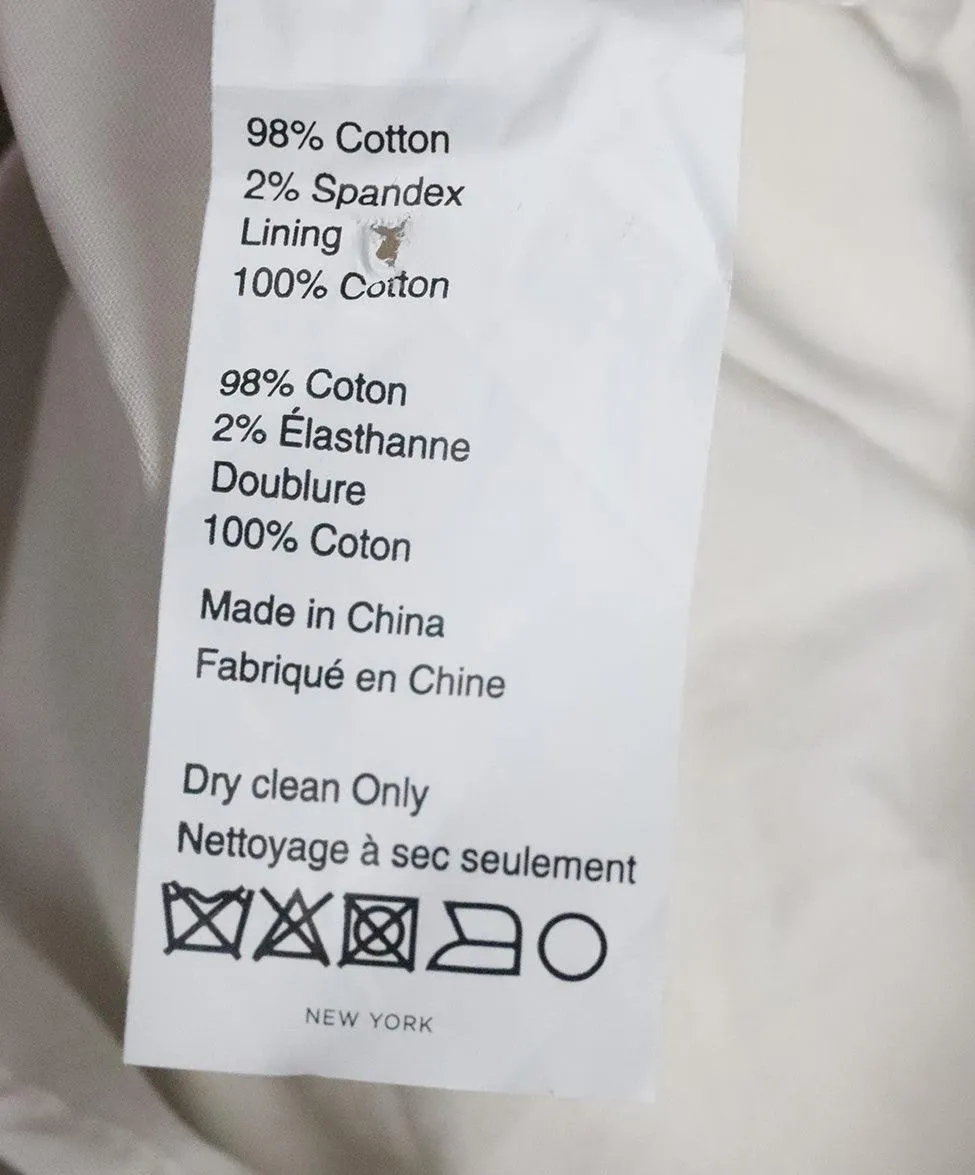 98% Cotton
2% Spandex
Lining
100% Cotton
98% Coton
2% Élasthanne
Doublure
100% Coton
Made in China
Fabriqué en Chine
Dry clean Only
Nettoyage à sec seulement
NEW YORK